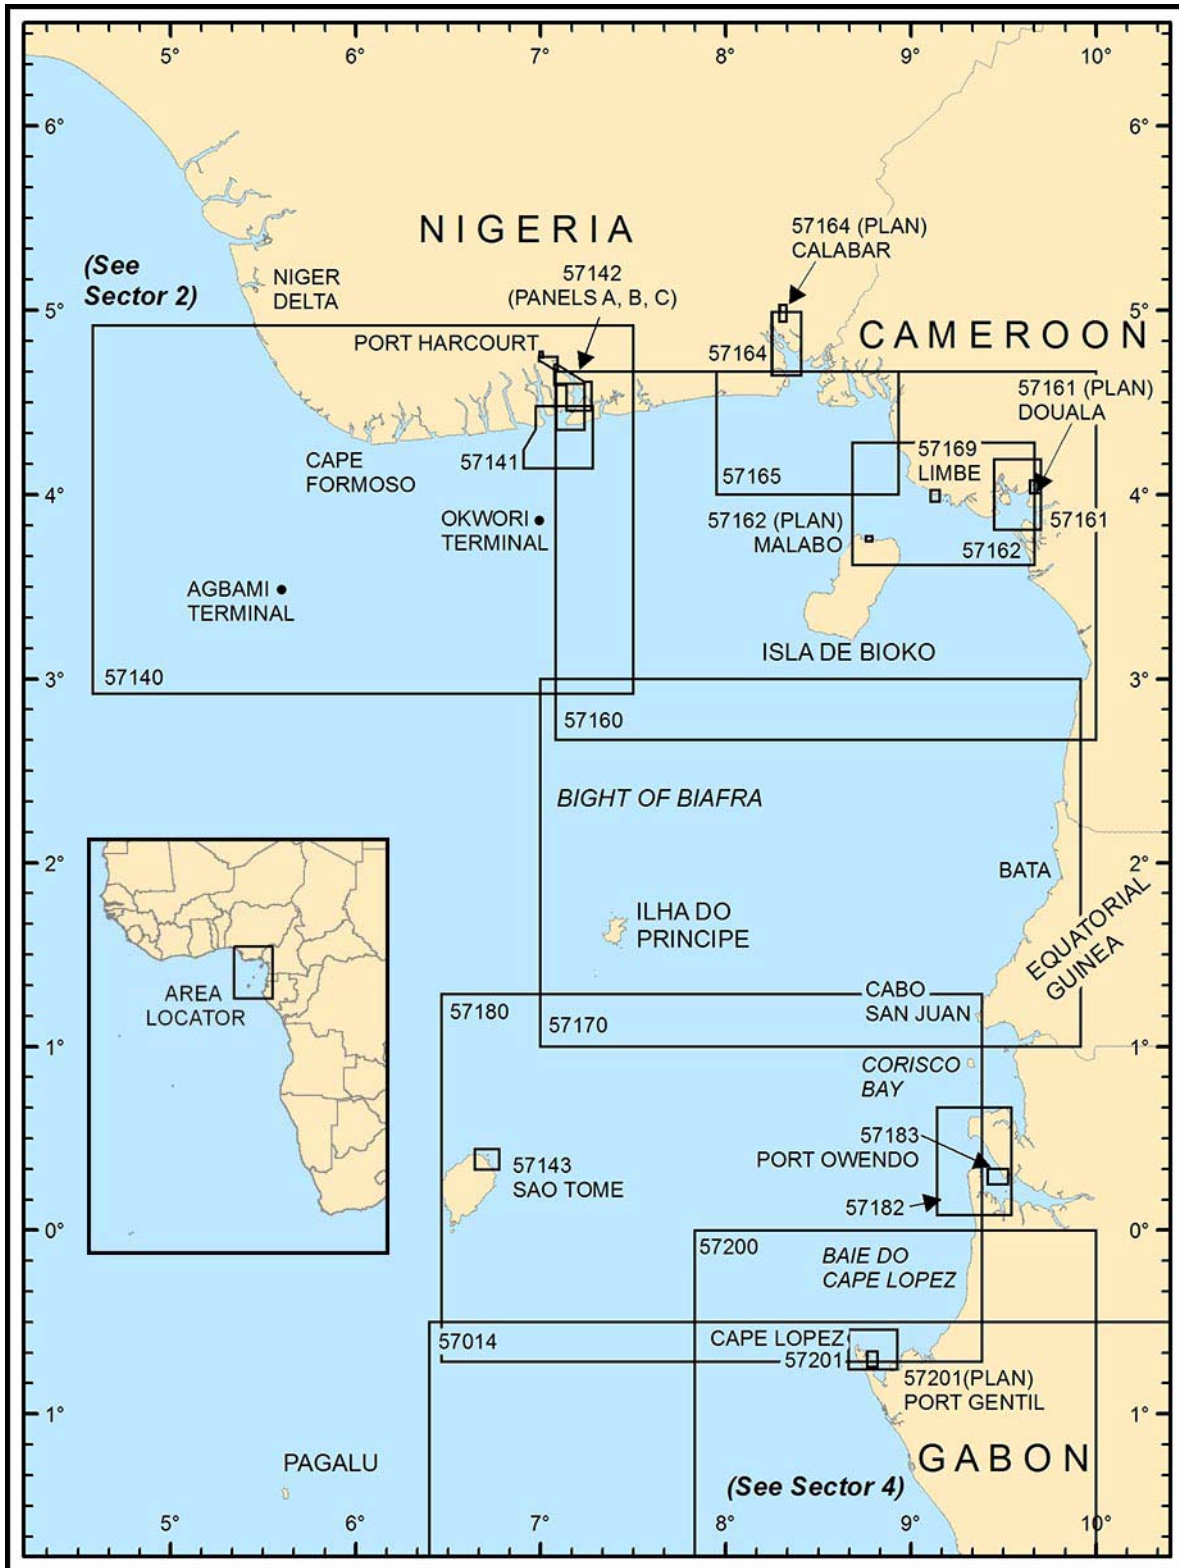 5°
6°
7°
8°
9°
10°
6°
6°
NIGERIA
57164 (PLAN)
CALABAR
(See
Sector 2)
NIGER
DELTA
57142
(PANELS A, B, C)
5°
5°
PORT HARCOURT
57164
CAMEROON
57161 (PLAN)
DOUALA
CAPE
FORMOSO
57141
57165
57169
LIMBE
4°
4°
OKWORI
TERMINAL
57162 (PLAN)
MALABO
57161
57162
AGBAMI
TERMINAL
ISLA DE BIOKO
57140
3°
3°
57160
BIGHT OF BIAFRA
2°
2°
BATA
ILHA DO
PRINCIPE
EQUATORIAL
GUINEA
AREA
LOCATOR
57180
57170
CABO
SAN JUAN
1°
1°
CORISCO
BAY
57183
PORT OWENDO
57143
SAO TOME
57182
0°
0°
57200
BAIE DO
CAPE LOPEZ
57014
CAPE LOPEZ
57201
57201(PLAN)
PORT GENTIL
1°
1°
PAGALU
GABON
(See Sector 4)
5°
6°
7°
8°
9°
10°